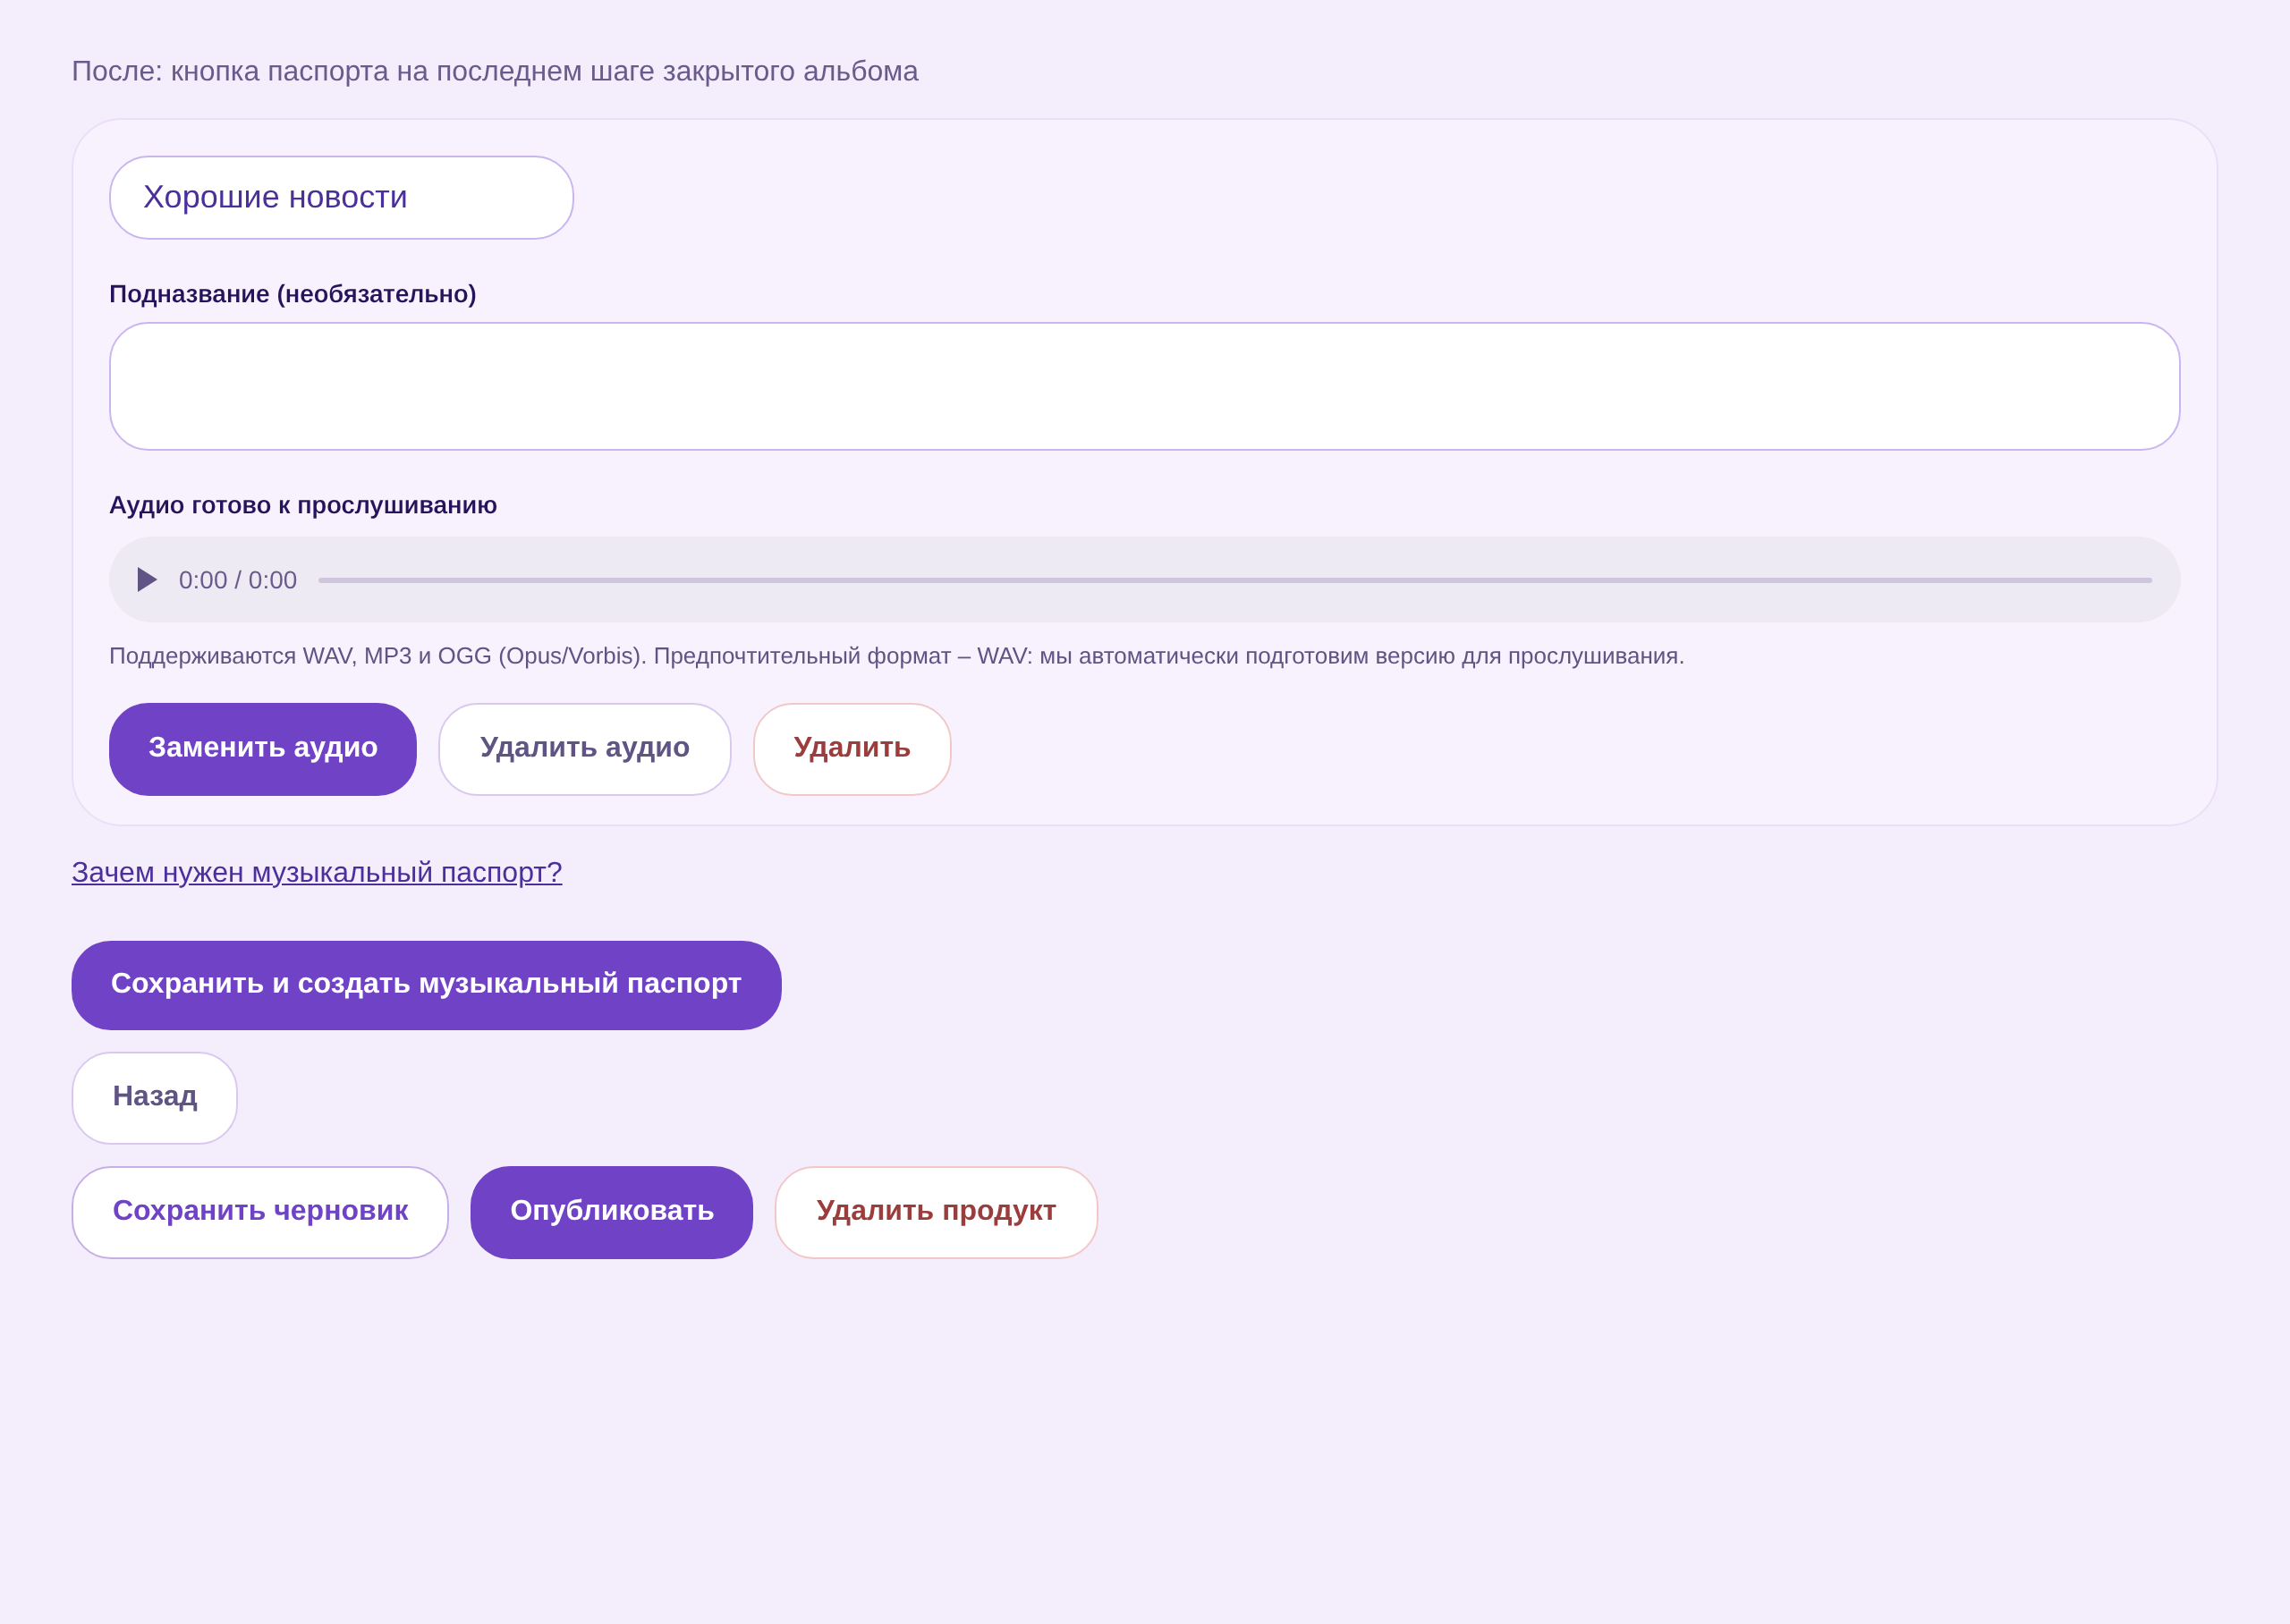 После: кнопка паспорта на последнем шаге закрытого альбома
Хорошие новости
Подназвание (необязательно)
Аудио готово к прослушиванию
0:00 / 0:00
Поддерживаются WAV, MP3 и OGG (Opus/Vorbis). Предпочтительный формат – WAV: мы автоматически подготовим версию для прослушивания.
Заменить аудио Удалить аудио Удалить
Зачем нужен музыкальный паспорт?
Сохранить и создать музыкальный паспорт
Назад
Сохранить черновик Опубликовать Удалить продукт